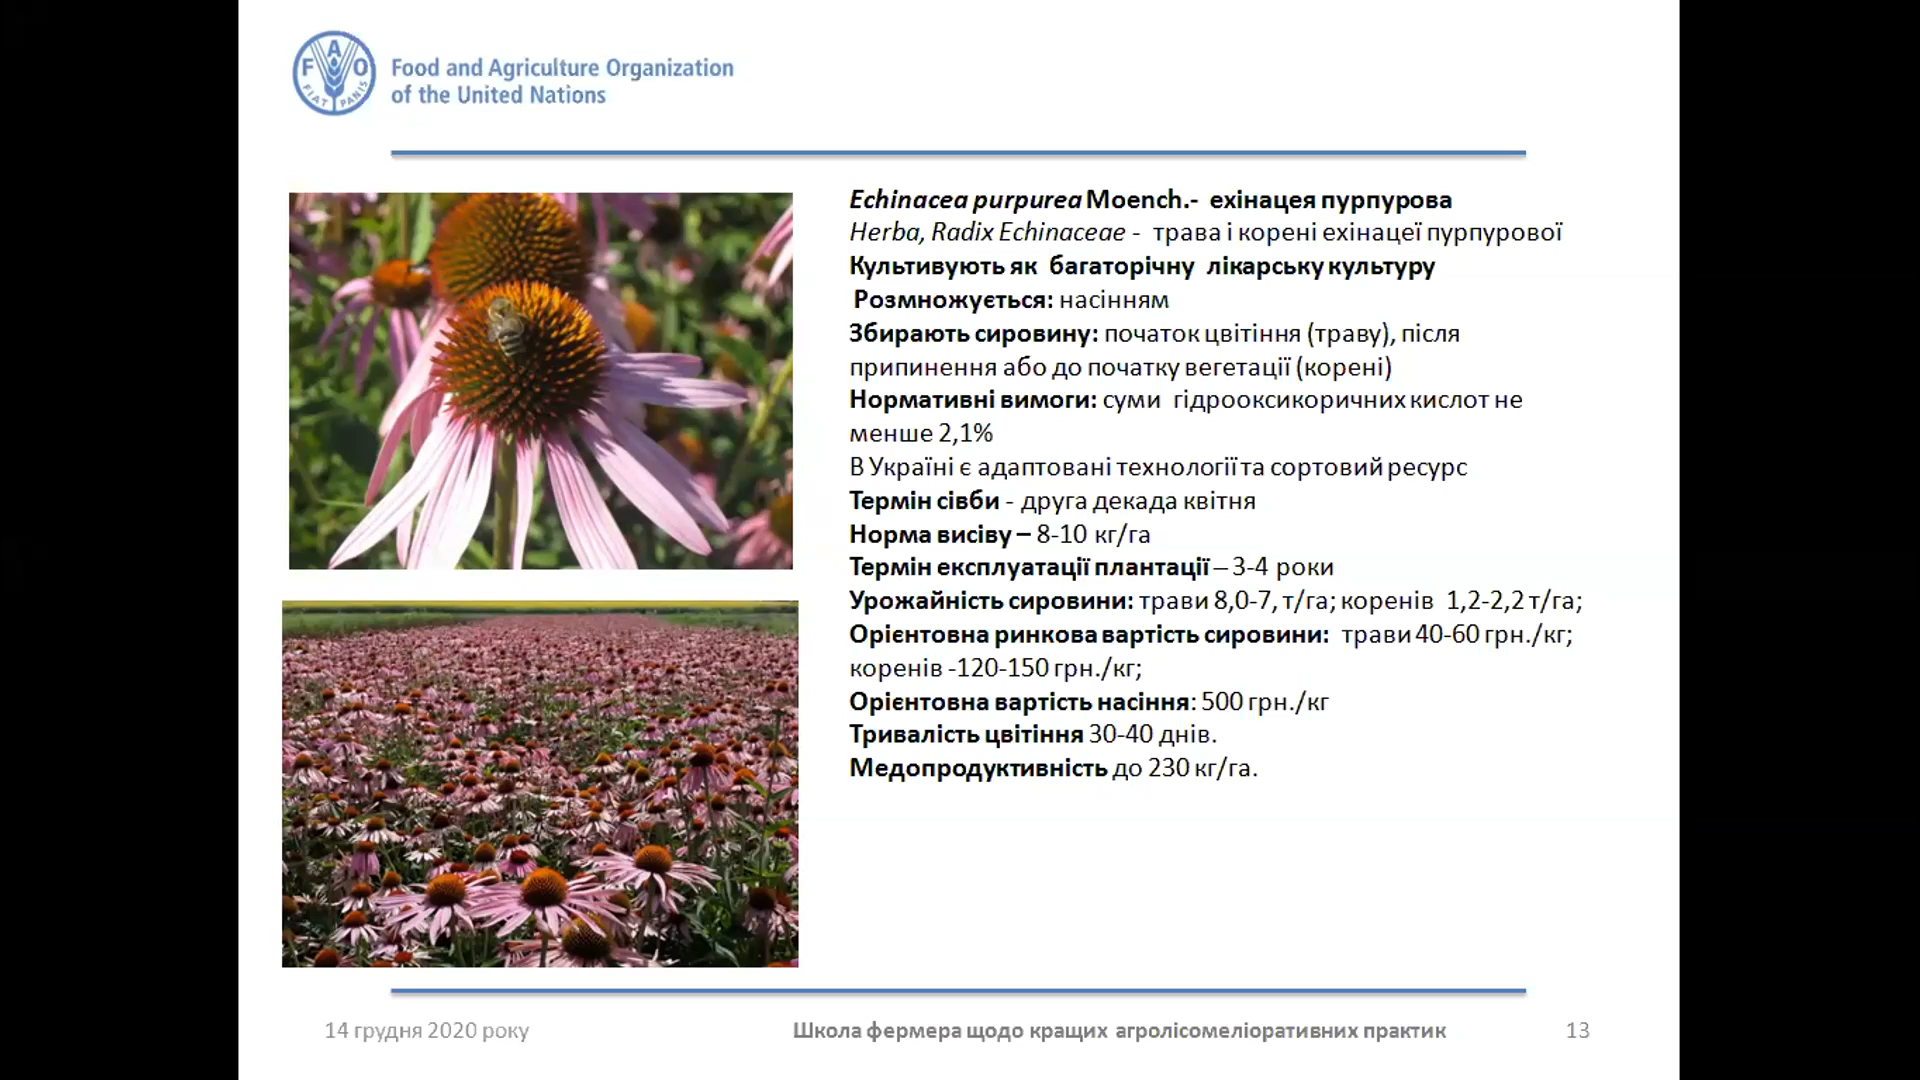 FAO
FIAT PANIS
Food and Agriculture Organization
of the United Nations
Echinacea purpurea Moench.- ехінацея пурпурова
Herba, Radix Echinaceae - трава і корені ехінацеї пурпурової
Культивують як багаторічну лікарську культуру
Розмножується: насінням
Збирають сировину: початок цвітіння (траву), після
припинення або до початку вегетації (корені)
Нормативні вимоги: суми гідрооксикоричних кислот не
менше 2,1%
В Україні є адаптовані технології та сортовий ресурс
Термін сівби - друга декада квітня
Норма висіву – 8-10 кг/га
Термін експлуатації плантації – 3-4 роки
Урожайність сировини: трави 8,0-7, т/га; коренів 1,2-2,2 т/га;
Орієнтовна ринкова вартість сировини: трави 40-60 грн./кг;
коренів -120-150 грн./кг;
Орієнтовна вартість насіння: 500 грн./кг
Тривалість цвітіння 30-40 днів.
Медопродуктивність до 230 кг/га.
14 грудня 2020 року
Школа фермера щодо кращих агролісомеліоративних практик
13